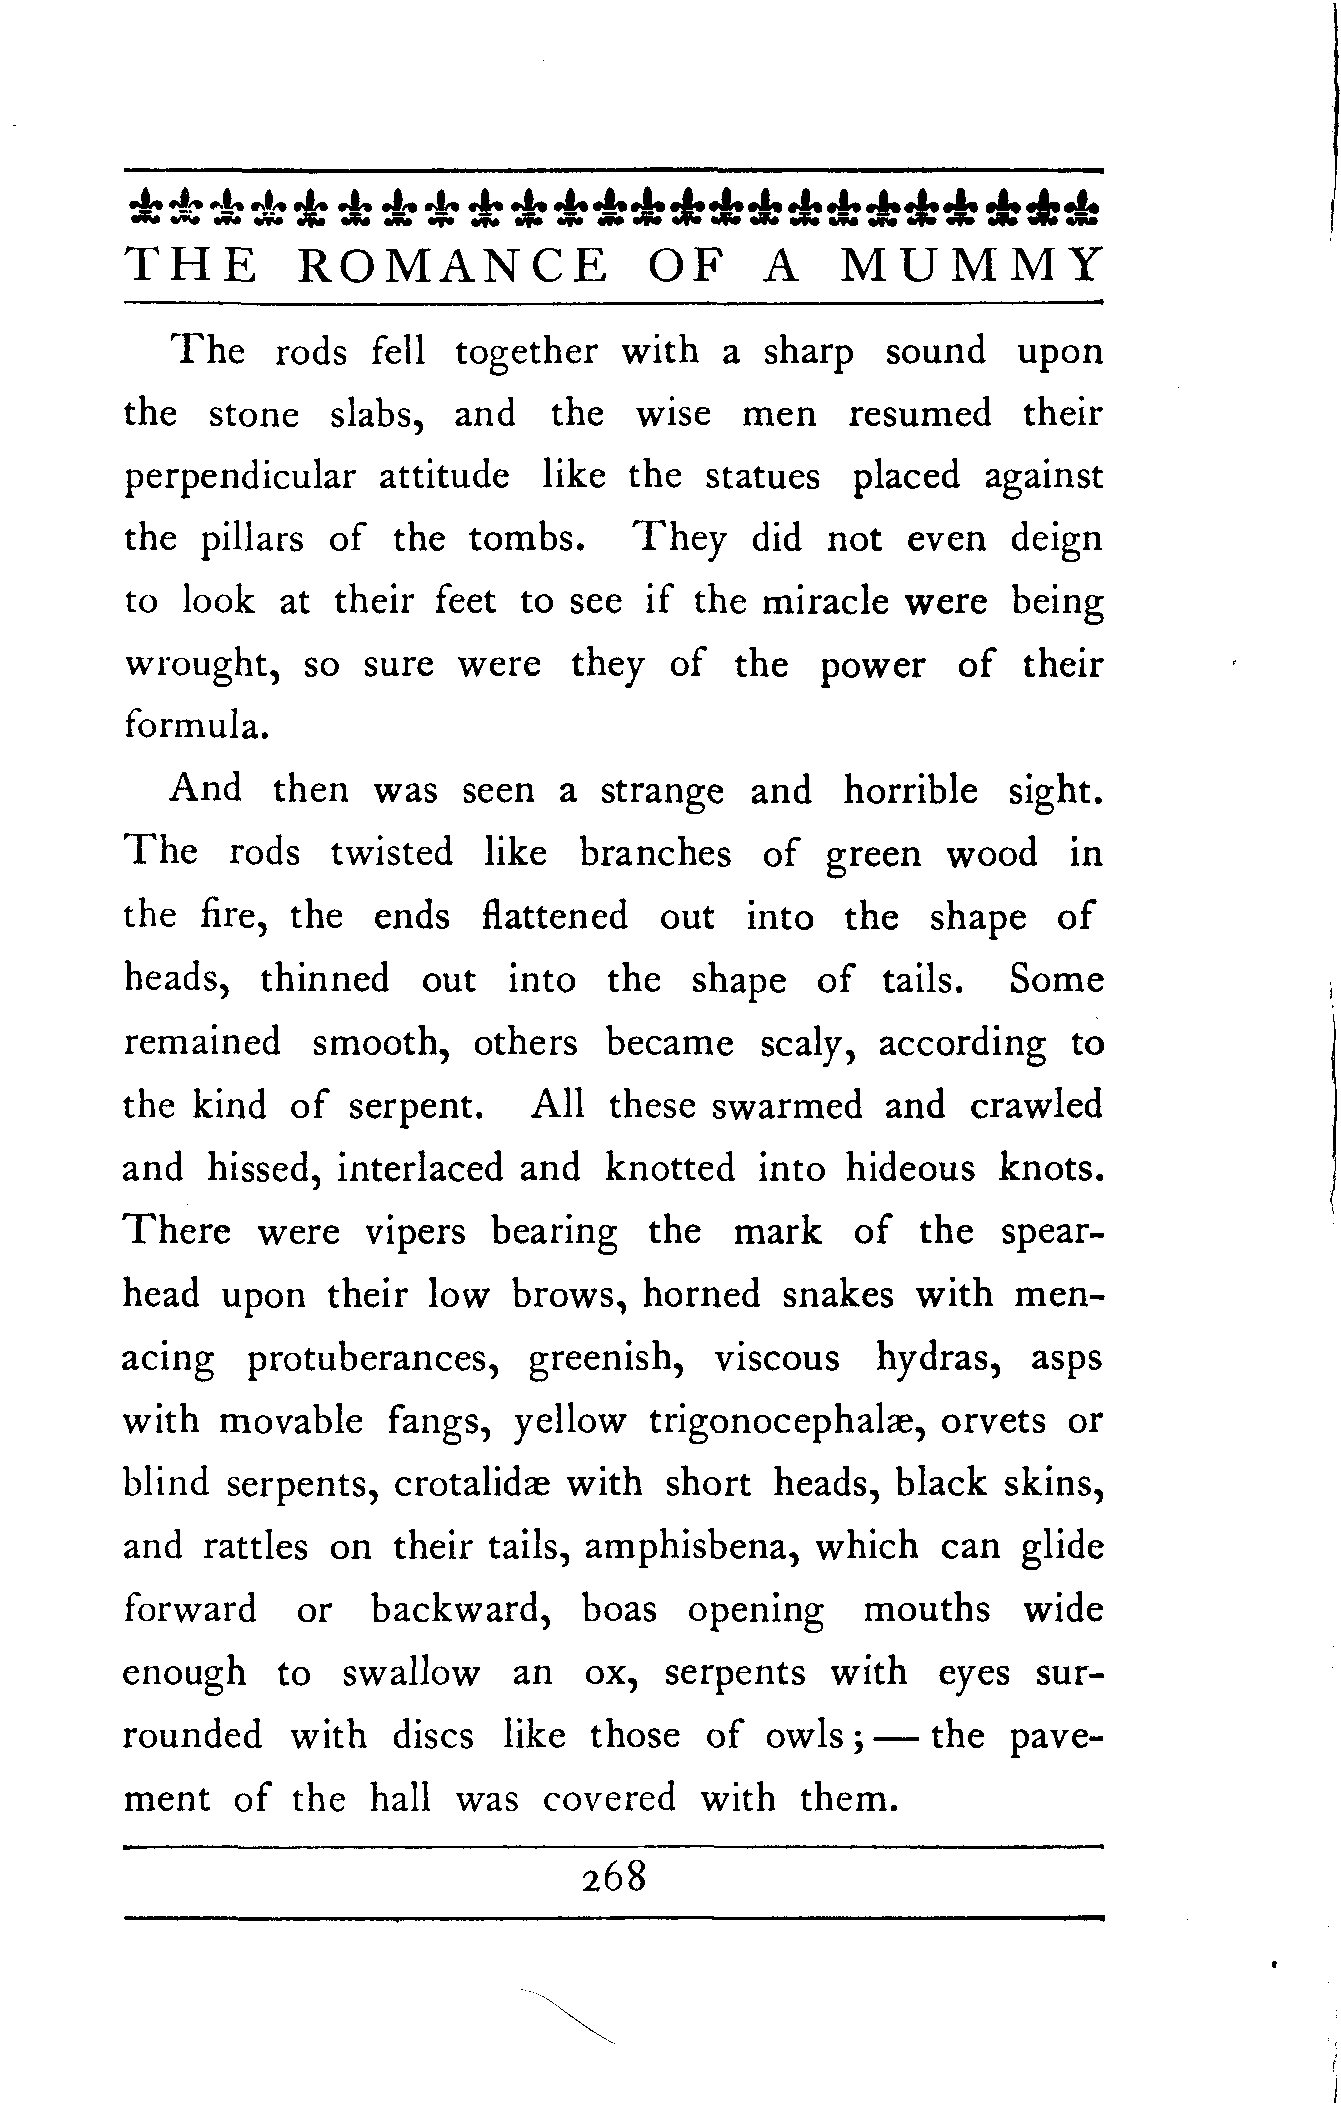 THE ROMANCE OF A MUMMY
The rods fell together with a sharp sound upon
the stone slabs, and the wise men resumed their
perpendicular attitude like the statues placed against
the pillars of the tombs. They did not even deign
to look at their feet to see if the miracle were being
wrought, so sure were they of the power of their
formula.
And then was seen a strange and horrible sight.
The rods twisted like branches of green wood in
the fire, the ends flattened out into the shape of
heads, thinned out into the shape of tails. Some
remained smooth, others became scaly, according to
the kind of serpent. All these swarmed and crawled
and hissed, interlaced and knotted into hideous knots.
There were vipers bearing the mark of the spear-
head upon their low brows, horned snakes with men-
acing protuberances, greenish, viscous hydras, asps
with movable fangs, yellow trigonocephalæ, orvets or
blind serpents, crotalidæ with short heads, black skins,
and rattles on their tails, amphisbena, which can glide
forward or backward, boas opening mouths wide
enough to swallow an ox, serpents with eyes sur-
rounded with discs like those of owls; — the pave-
ment of the hall was covered with them.
268